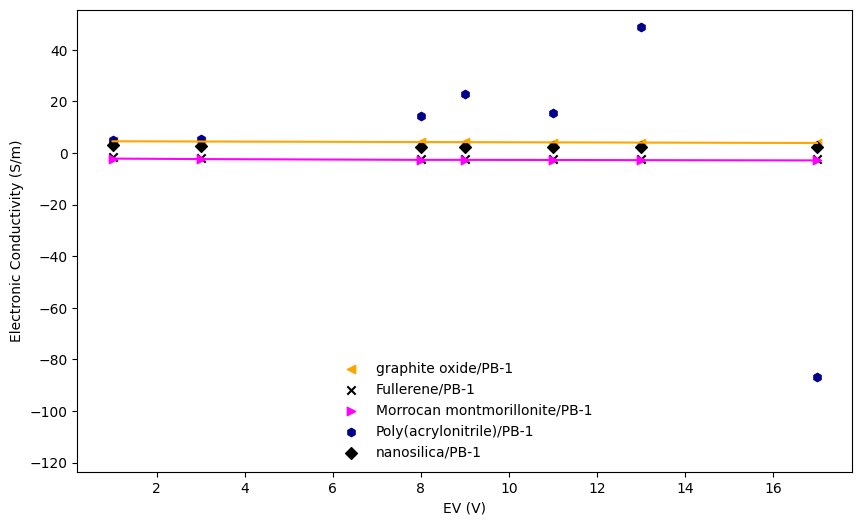 40
20
0
−20
−40
−60
−80
−100
−120
Electronic Conductivity (S/m)
graphite oxide/PB-1
Fullerene/PB-1
Morrocan montmorillonite/PB-1
Poly(acrylonitrile)/PB-1
nanosilica/PB-1
2 4 6 8 10 12 14 16
EV (V)